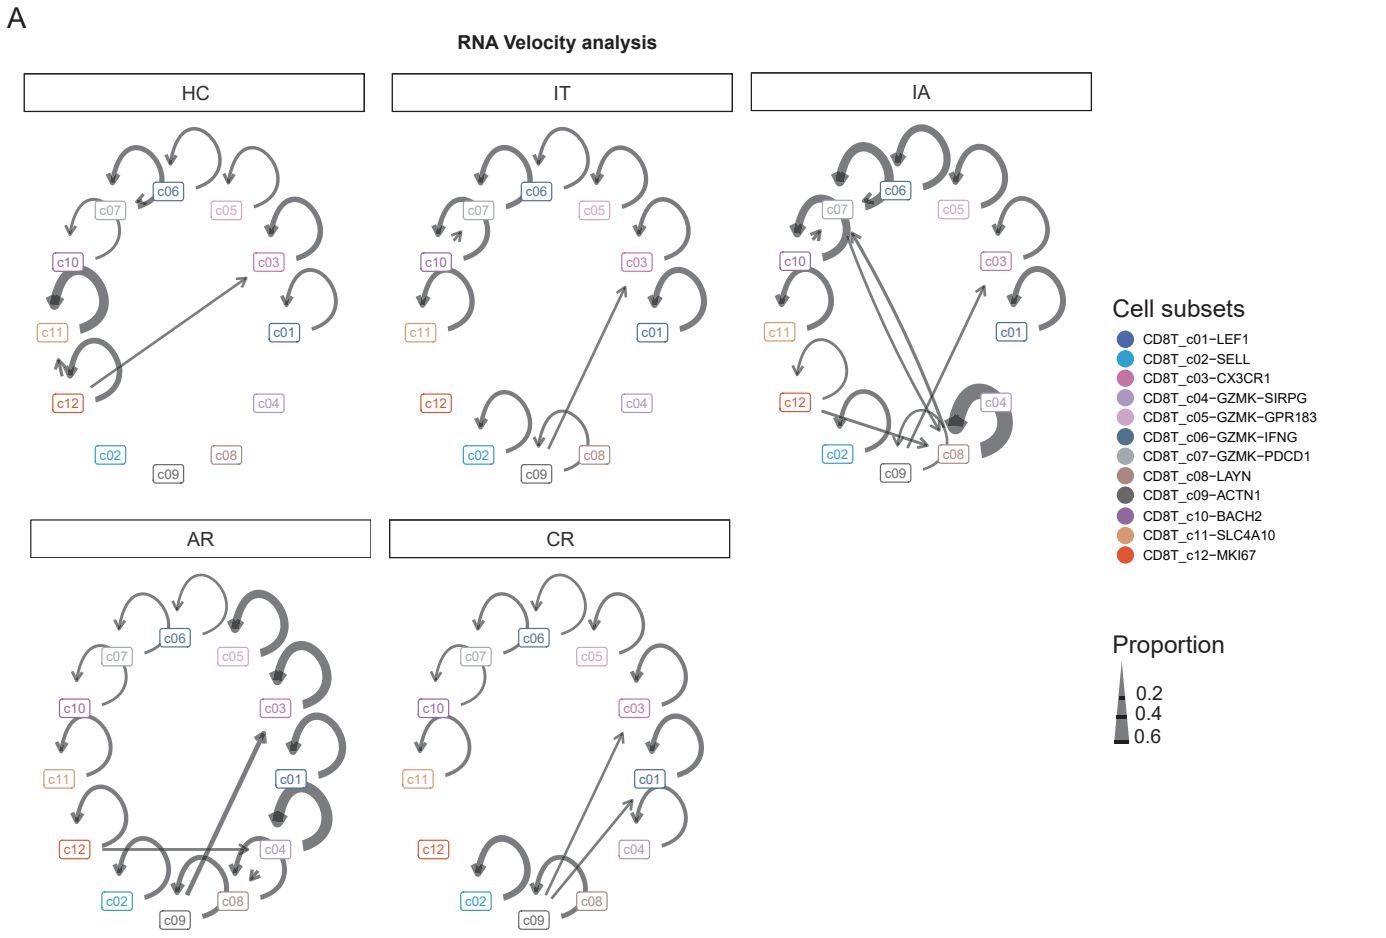 A
RNA Velocity analysis
HC
IT
IA
c06
c07
c05
c10
c03
c11
c01
c12
c04
c02
c08
c09
c06
c07
c05
c10
c03
c11
c01
c12
c04
c02
c08
c09
c06
c07
c05
c10
c03
c11
c01
c12
c04
c02
c08
c09
Cell subsets
CD8T_c01−LEF1
CD8T_c02−SELL
CD8T_c03−CX3CR1
CD8T_c04−GZMK−SIRPG
CD8T_c05−GZMK−GPR183
CD8T_c06−GZMK−IFNG
CD8T_c07−GZMK−PDCD1
CD8T_c08−LAYN
CD8T_c09−ACTN1
CD8T_c10−BACH2
CD8T_c11−SLC4A10
CD8T_c12−MKI67
AR
CR
c06
c07
c05
c10
c03
c11
c01
c12
c04
c02
c08
c09
c06
c07
c05
c10
c03
c11
c01
c12
c04
c02
c08
c09
Proportion
0.2
0.4
0.6